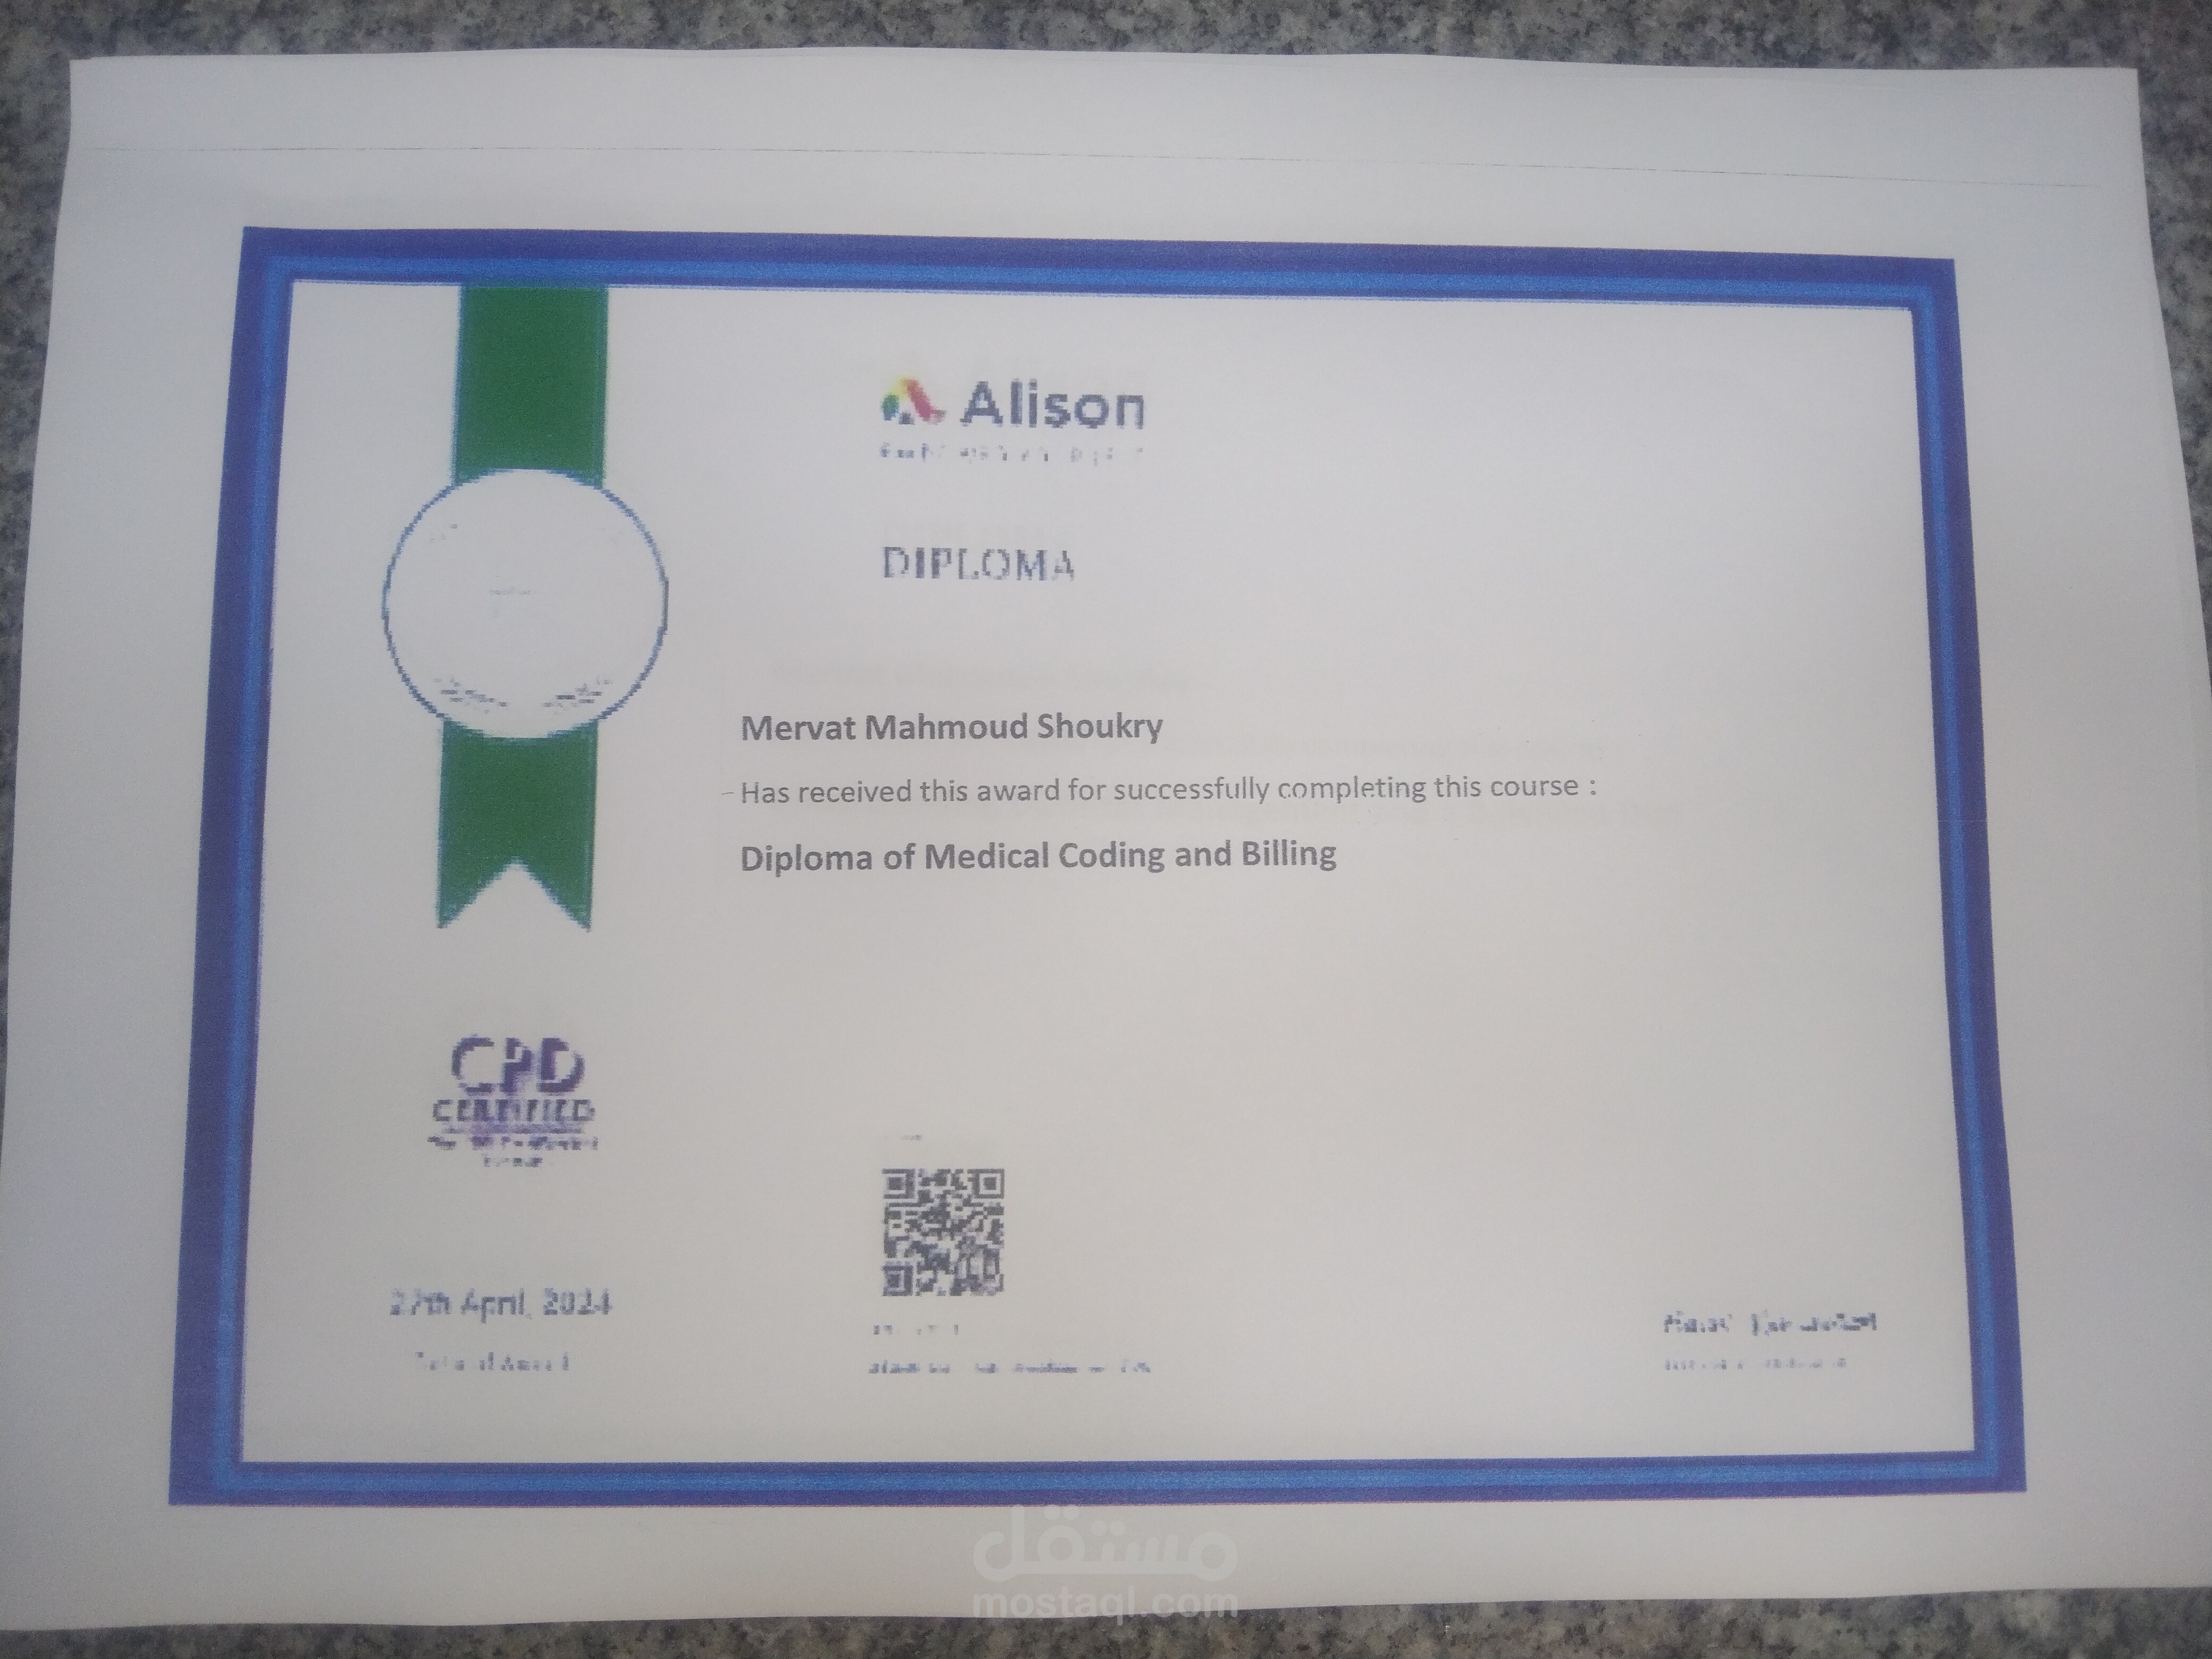 Alison
DIPLOMA
Mervat Mahmoud Shoukry
Has received this award for successfully completing this course :
Diploma of Medical Coding and Billing
CPD
CERTIFIED
27th April, 2024
مستقل
mostaql.com